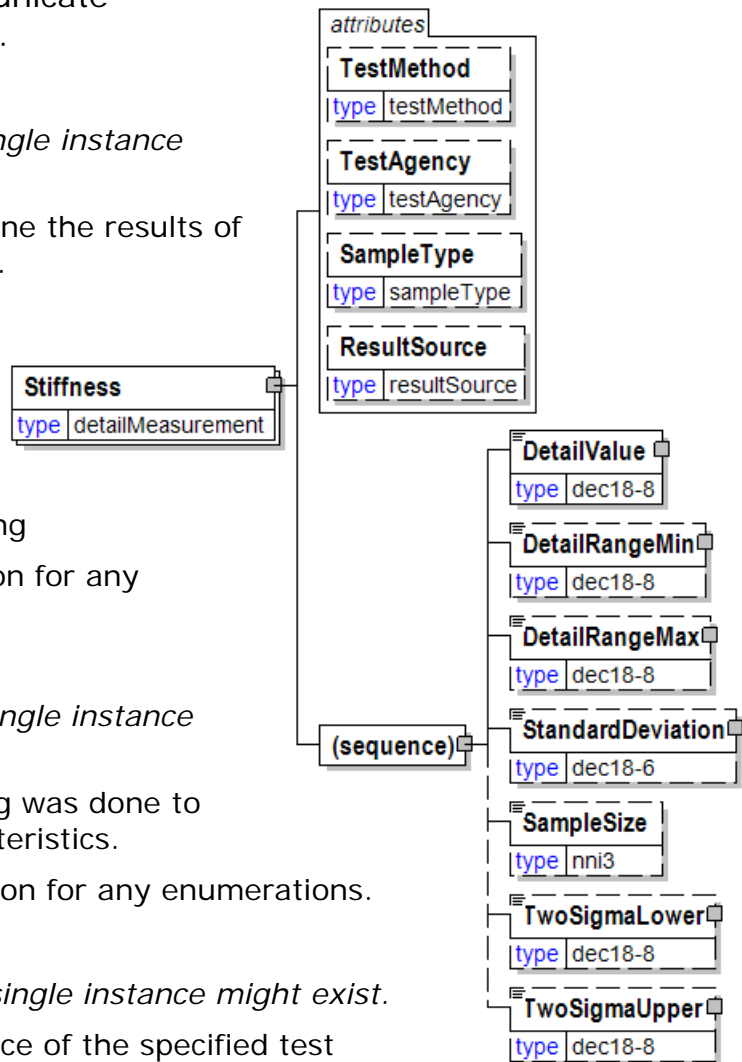 unicate
.
ngle instance
ne the results of
.
ng
on for any
ngle instance
g was done to
teristics.
on for any enumerations.
single instance might exist.
ce of the specified test
attributes
TestMethod
type testMethod
TestAgency
type testAgency
SampleType
type sampleType
ResultSource
type resultSource
Stiffness
type detailMeasurement
(sequence)
DetailValue
type dec18-8
DetailRangeMin
type dec18-8
DetailRangeMax
type dec18-8
StandardDeviation
type dec18-6
SampleSize
type nni3
TwoSigmaLower
type dec18-8
TwoSigmaUpper
type dec18-8